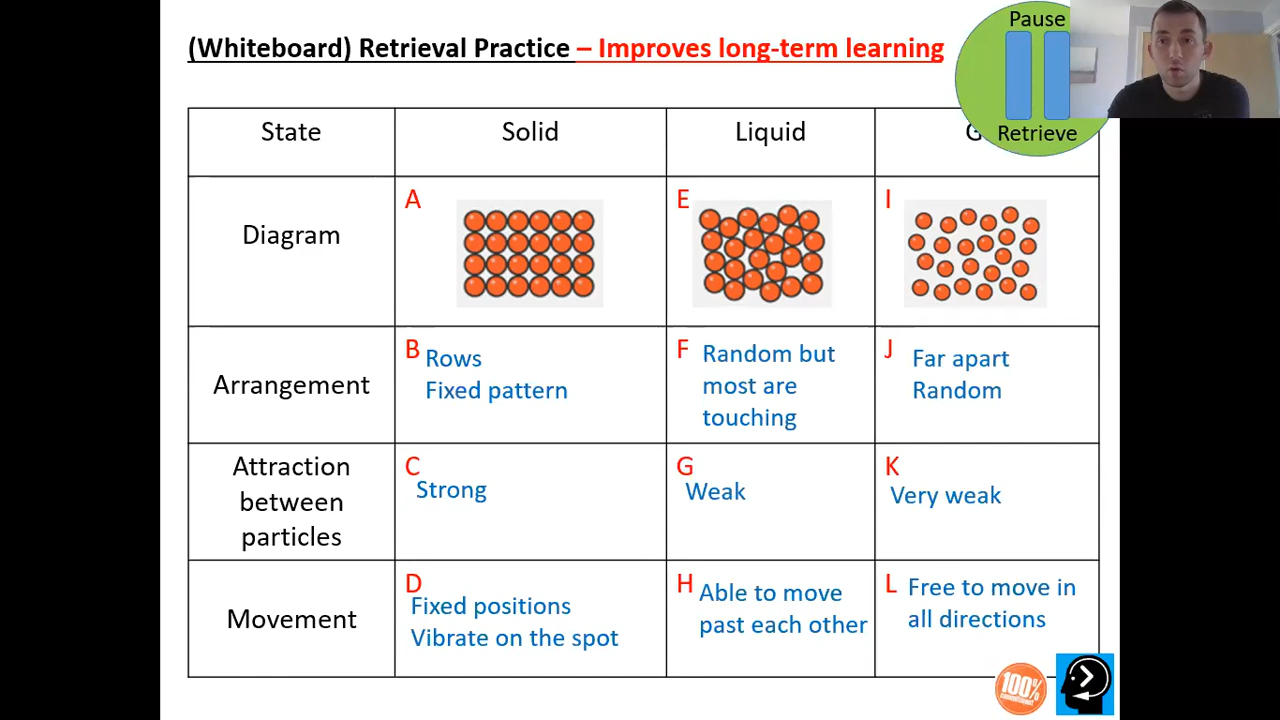 (Whiteboard) Retrieval Practice – Improves long-term learning
Pause
Retrieve
State
Solid
Liquid
G
Diagram
A
E
I
Arrangement
B
Rows
Fixed pattern
F
Random but
most are
touching
J
Far apart
Random
Attraction
between
particles
C
Strong
G
Weak
K
Very weak
Movement
D
Fixed positions
Vibrate on the spot
H
Able to move
past each other
L
Free to move in
all directions
100%